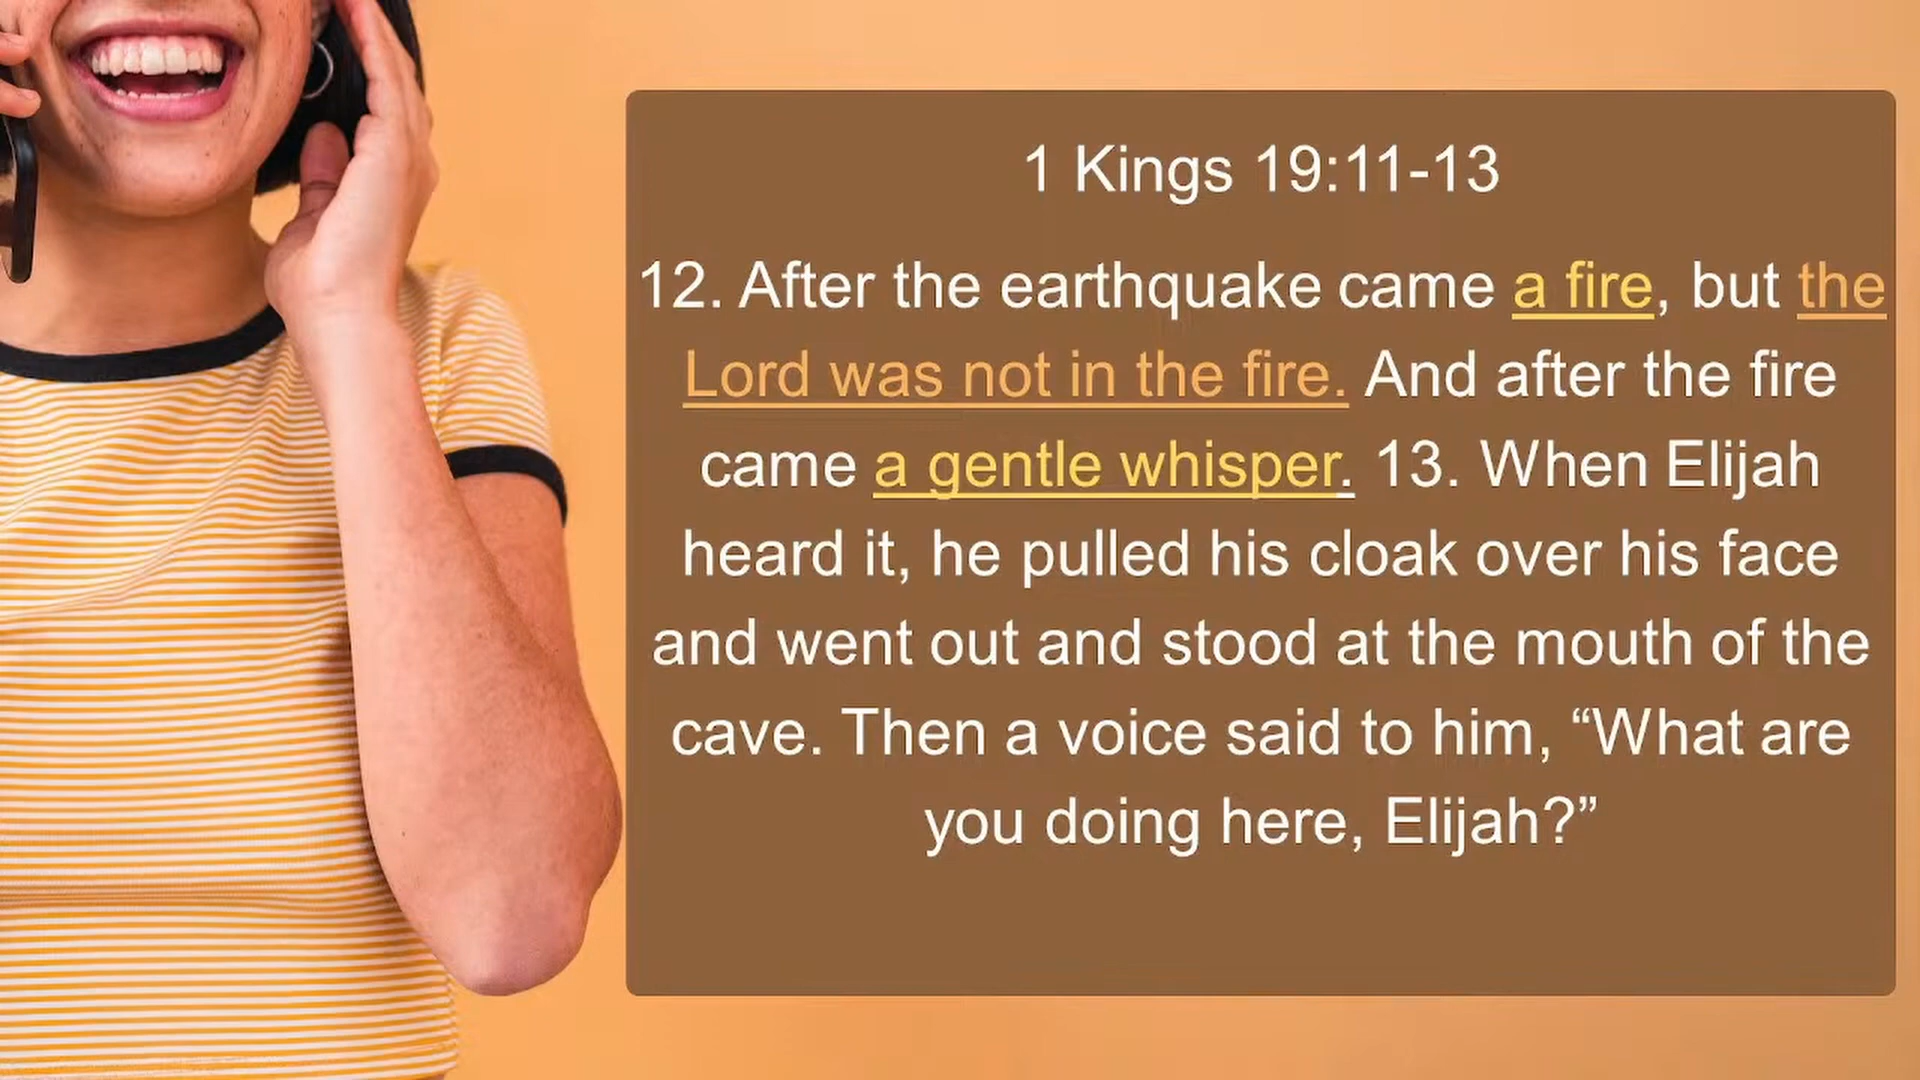 1 Kings 19:11-13
12. After the earthquake came a fire, but the
Lord was not in the fire. And after the fire
came a gentle whisper. 13. When Elijah
heard it, he pulled his cloak over his face
and went out and stood at the mouth of the
cave. Then a voice said to him, “What are
you doing here, Elijah?”